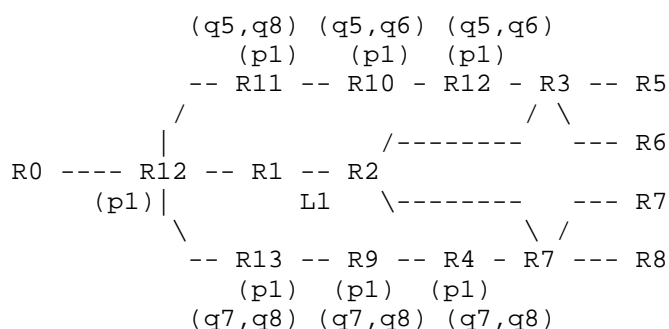 (q5,q8) (q5,q6) (q5,q6)
(p1) (p1) (p1)
-- R11 -- R10 - R12 - R3 -- R5
/ / \
| /-------- --- R6
R0 ---- R12 -- R1 -- R2
(p1)| L1 \-------- --- R7
\ \ /
-- R13 -- R9 -- R4 - R7 --- R8
(p1) (p1) (p1)
(q7,q8) (q7,q8) (q7,q8)